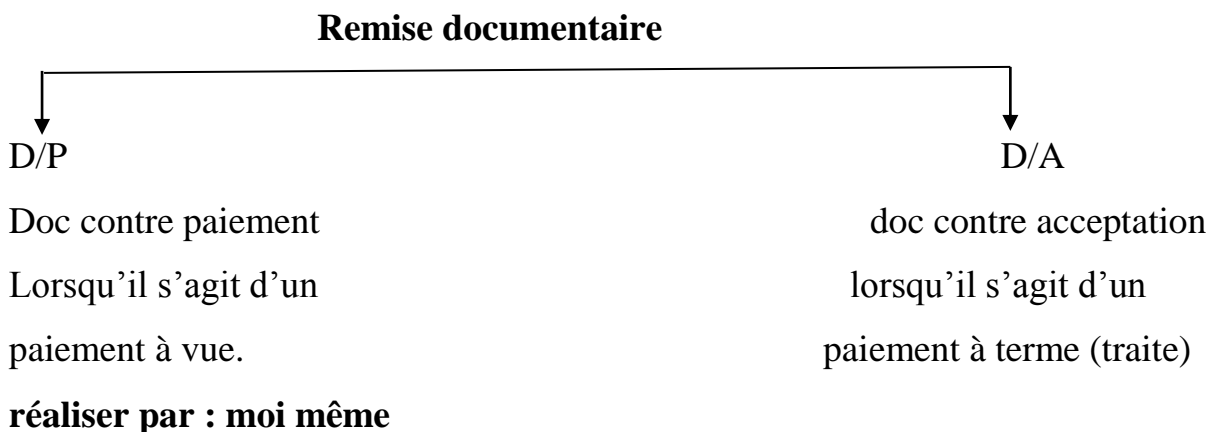 Remise documentaire
D/P D/A
Doc contre paiement doc contre acceptation
Lorsqu’il s’agit d’un lorsqu’il s’agit d’un
paiement à vue. paiement à terme (traite)
réaliser par : moi même